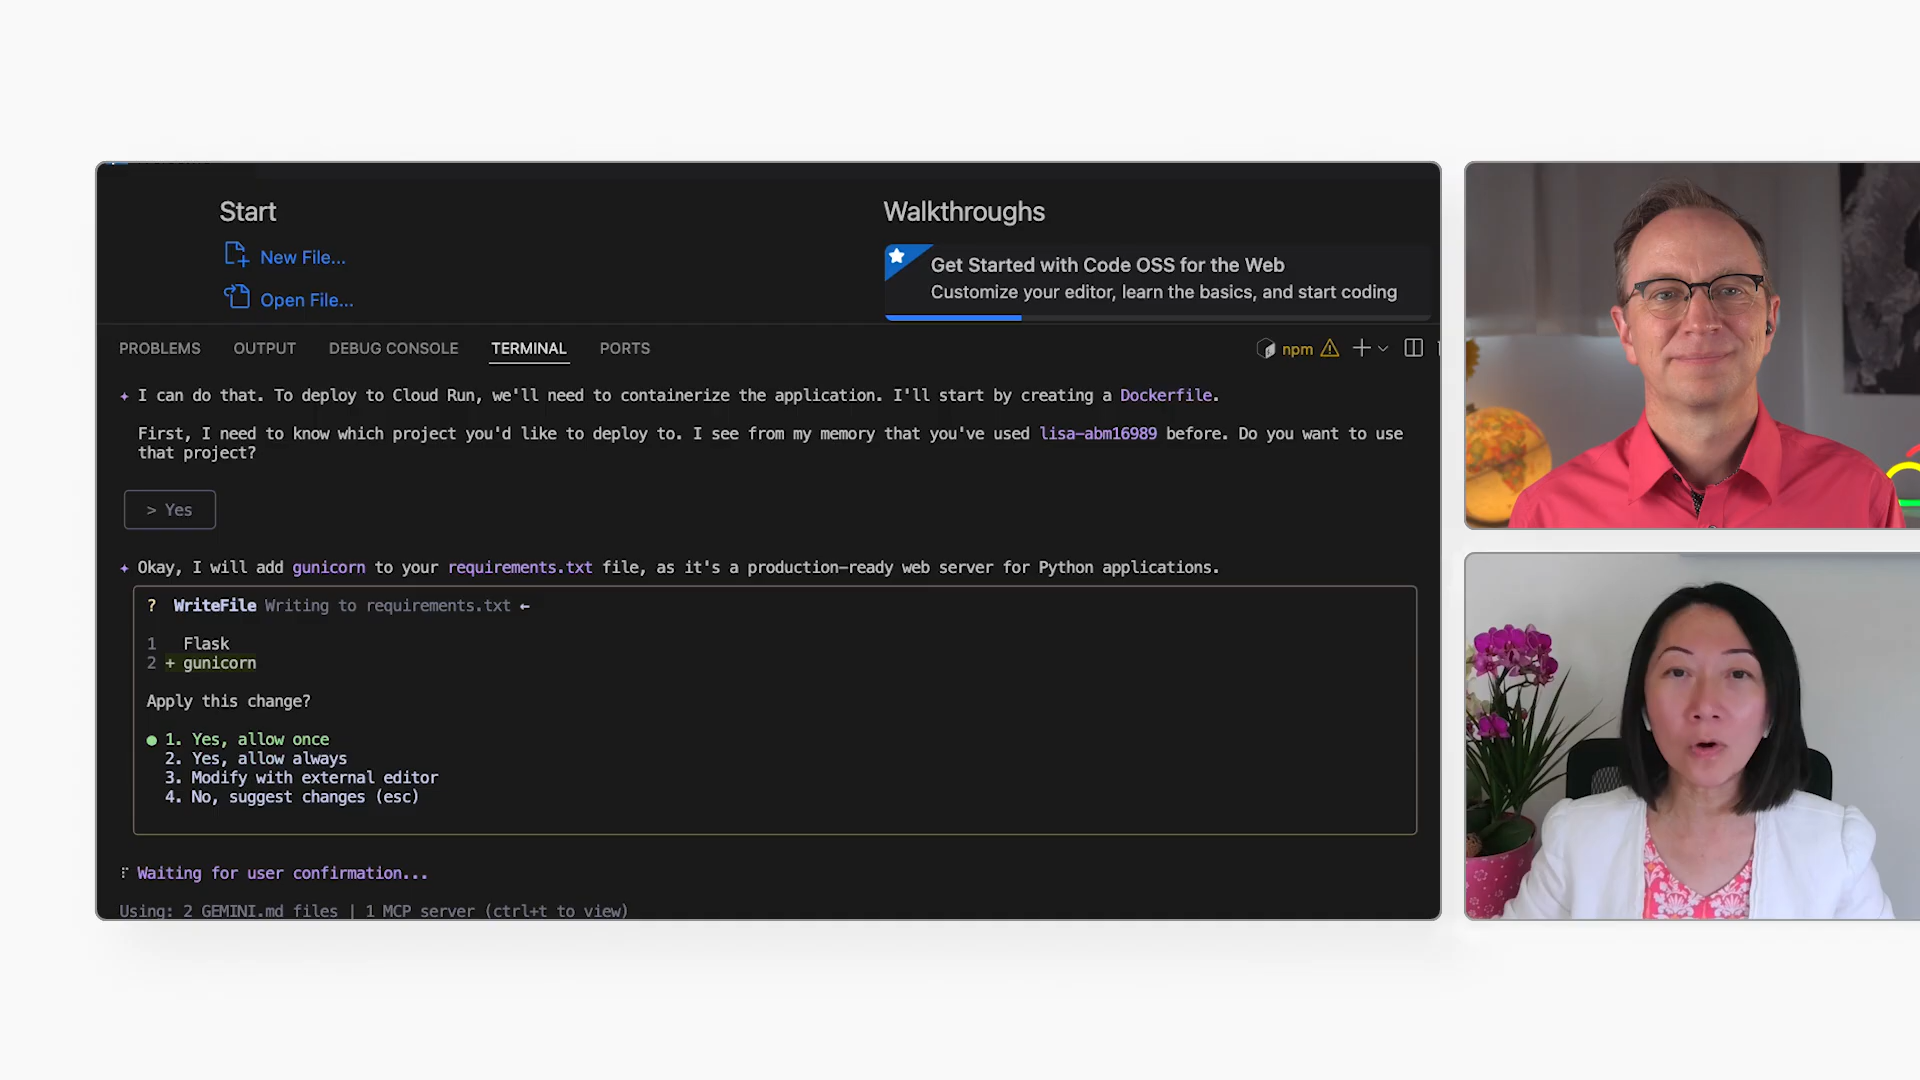 Start
New File...
Open File...
Walkthroughs
Get Started with Code OSS for the Web
Customize your editor, learn the basics, and start coding
PROBLEMS OUTPUT DEBUG CONSOLE TERMINAL PORTS
npm
✦ I can do that. To deploy to Cloud Run, we'll need to containerize the application. I'll start by creating a Dockerfile.
First, I need to know which project you'd like to deploy to. I see from my memory that you've used lisa-abm16989 before. Do you want to use
that project?
> Yes
✦ Okay, I will add gunicorn to your requirements.txt file, as it's a production-ready web server for Python applications.
? WriteFile Writing to requirements.txt ←
1 Flask
2 + gunicorn
Apply this change?
● 1. Yes, allow once
2. Yes, allow always
3. Modify with external editor
4. No, suggest changes (esc)
⠏ Waiting for user confirmation...
Using: 2 GEMINI.md files | 1 MCP server (ctrl+t to view)